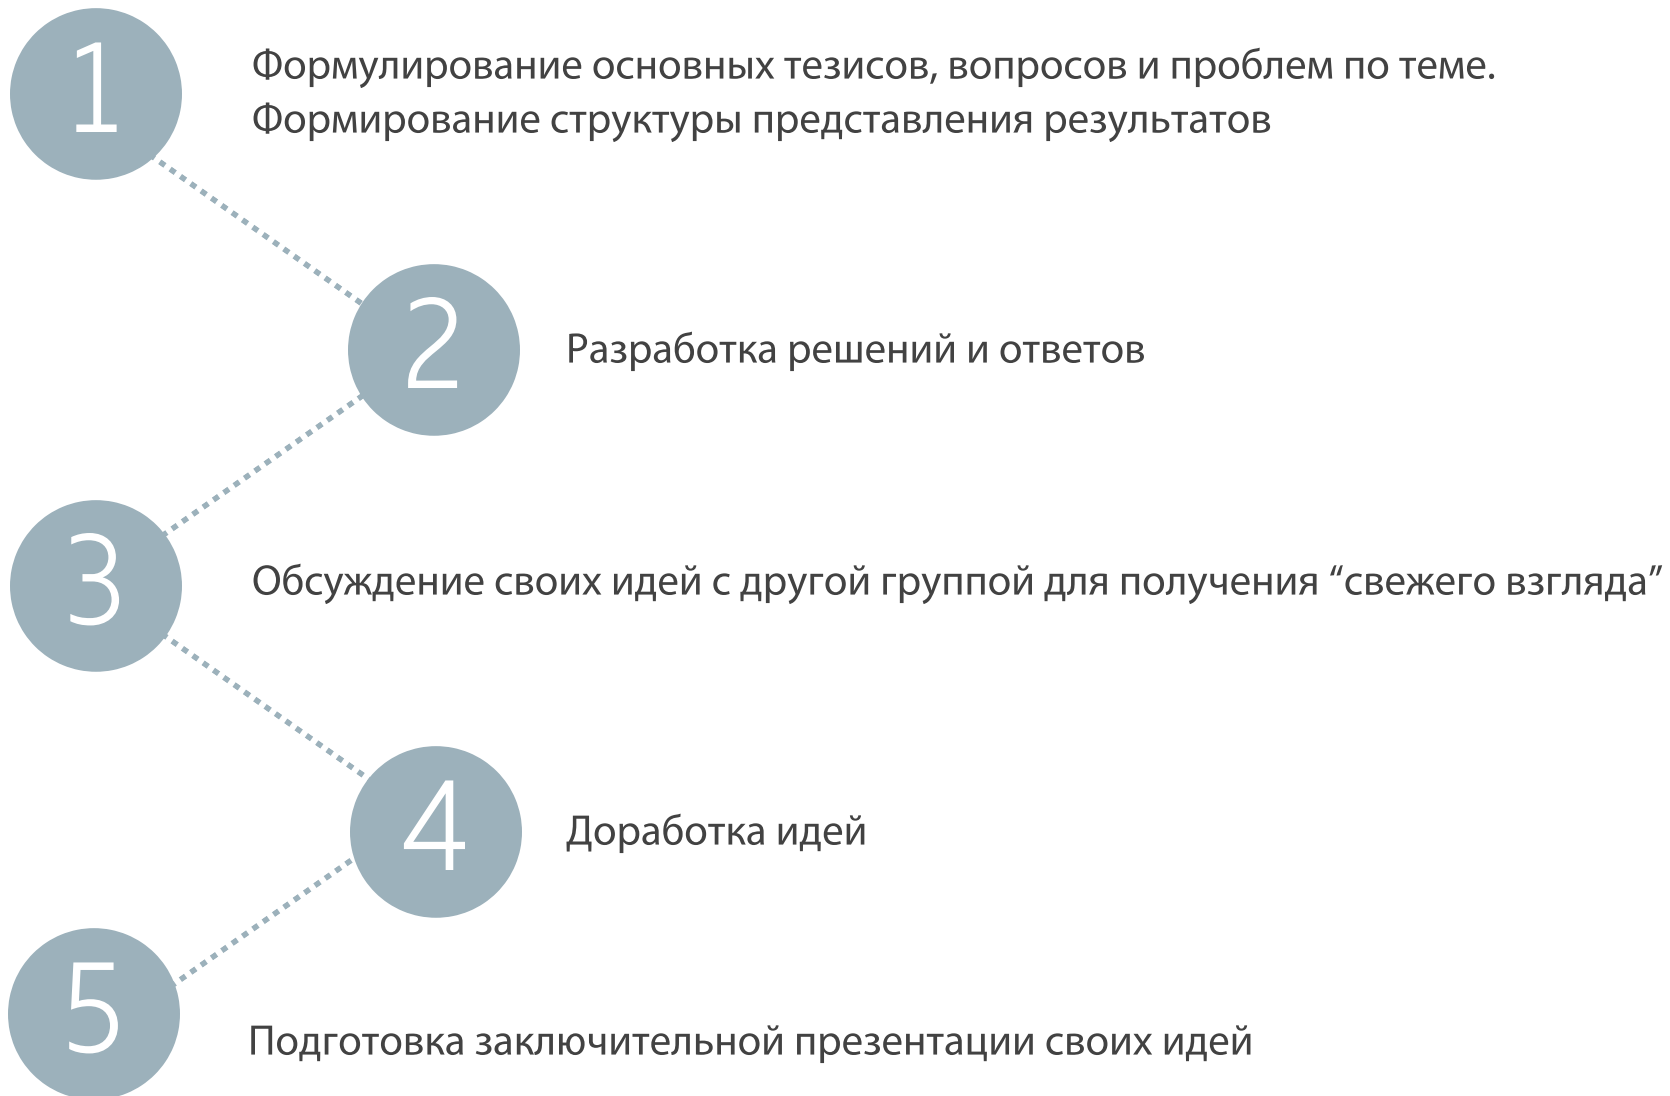 1
Формулирование основных тезисов, вопросов и проблем по теме.
Формирование структуры представления результатов
2
Разработка решений и ответов
3
Обсуждение своих идей с другой группой для получения “свежего взгляда”
4
Доработка идей
5
Подготовка заключительной презентации своих идей